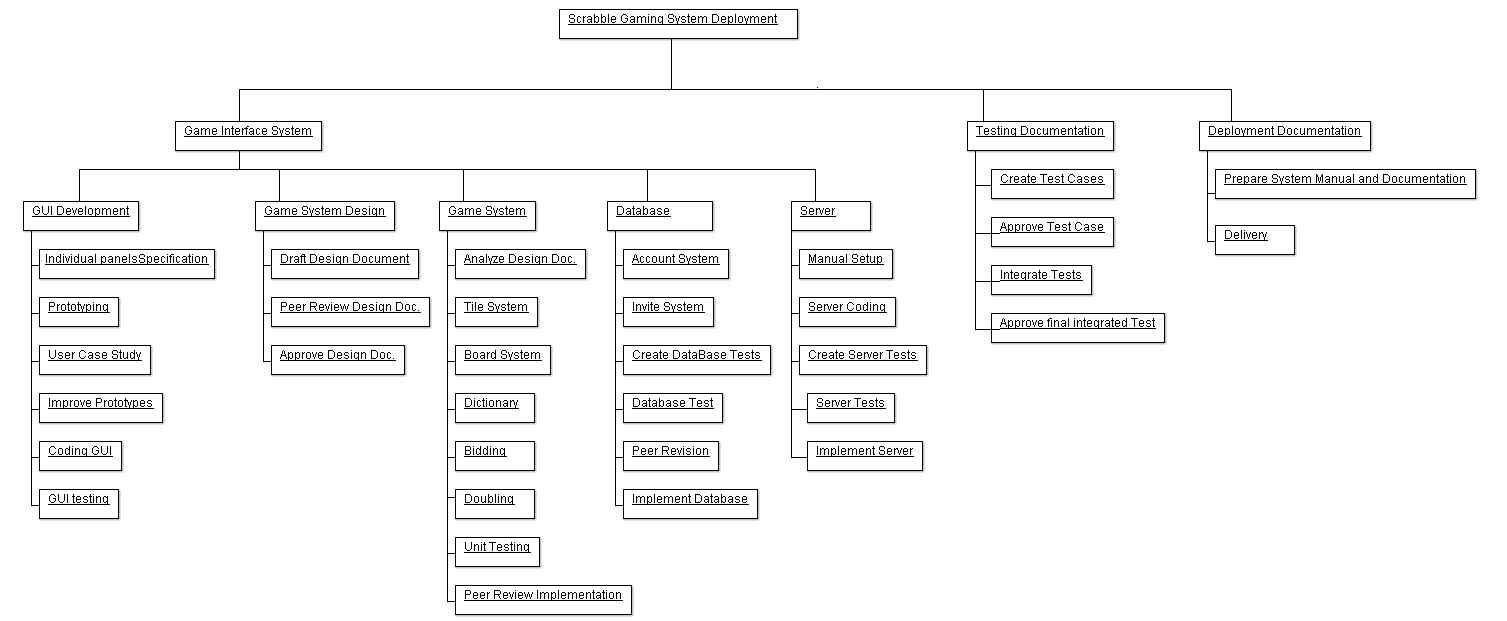 Scrabble Gaming System Deployment
Game Interface System
Testing Documentation
Deployment Documentation
GUI Development
Individual panelsSpecification
Prototyping
User Case Study
Improve Prototypes
Coding GUI
GUI testing
Game System Design
Draft Design Document
Peer Review Design Doc.
Approve Design Doc.
Game System
Analyze Design Doc.
Tile System
Board System
Dictionary
Bidding
Doubling
Unit Testing
Peer Review Implementation
Database
Account System
Invite System
Create DataBase Tests
Database Test
Peer Revision
Implement Database
Server
Manual Setup
Server Coding
Create Server Tests
Server Tests
Implement Server
Create Test Cases
Approve Test Case
Integrate Tests
Approve final integrated Test
Prepare System Manual and Documentation
Delivery